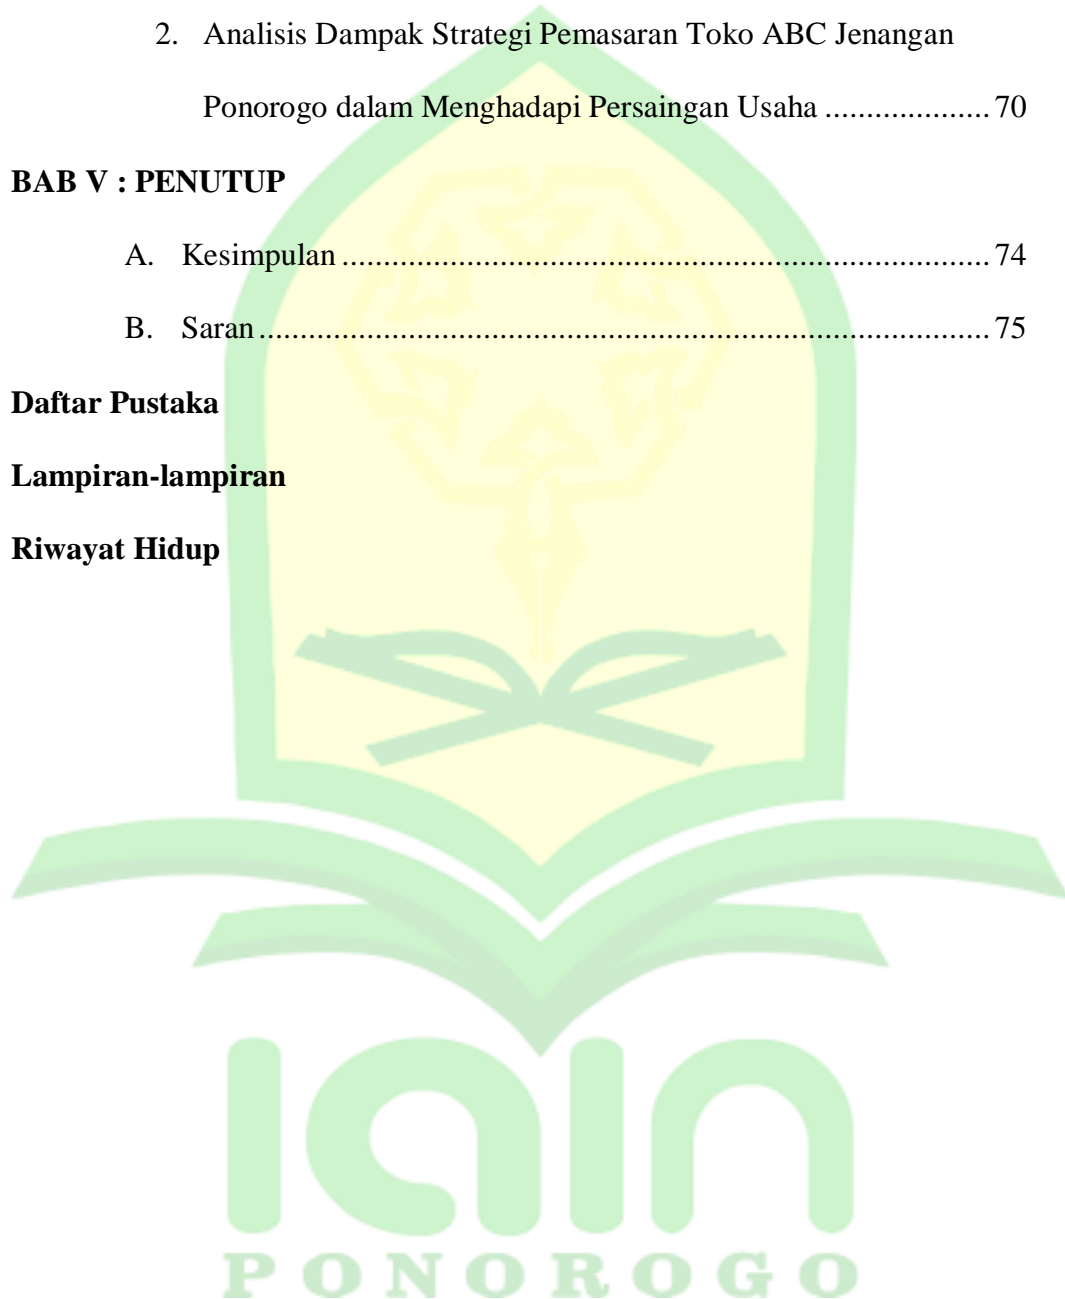 2. Analisis Dampak Strategi Pemasaran Toko ABC Jenangan
Ponorogo dalam Menghadapi Persaingan Usaha .................... 70
BAB V : PENUTUP
A. Kesimpulan ................................................................................ 74
B. Saran .......................................................................................... 75
Daftar Pustaka
Lampiran-lampiran
Riwayat Hidup
iain
PONOROGO